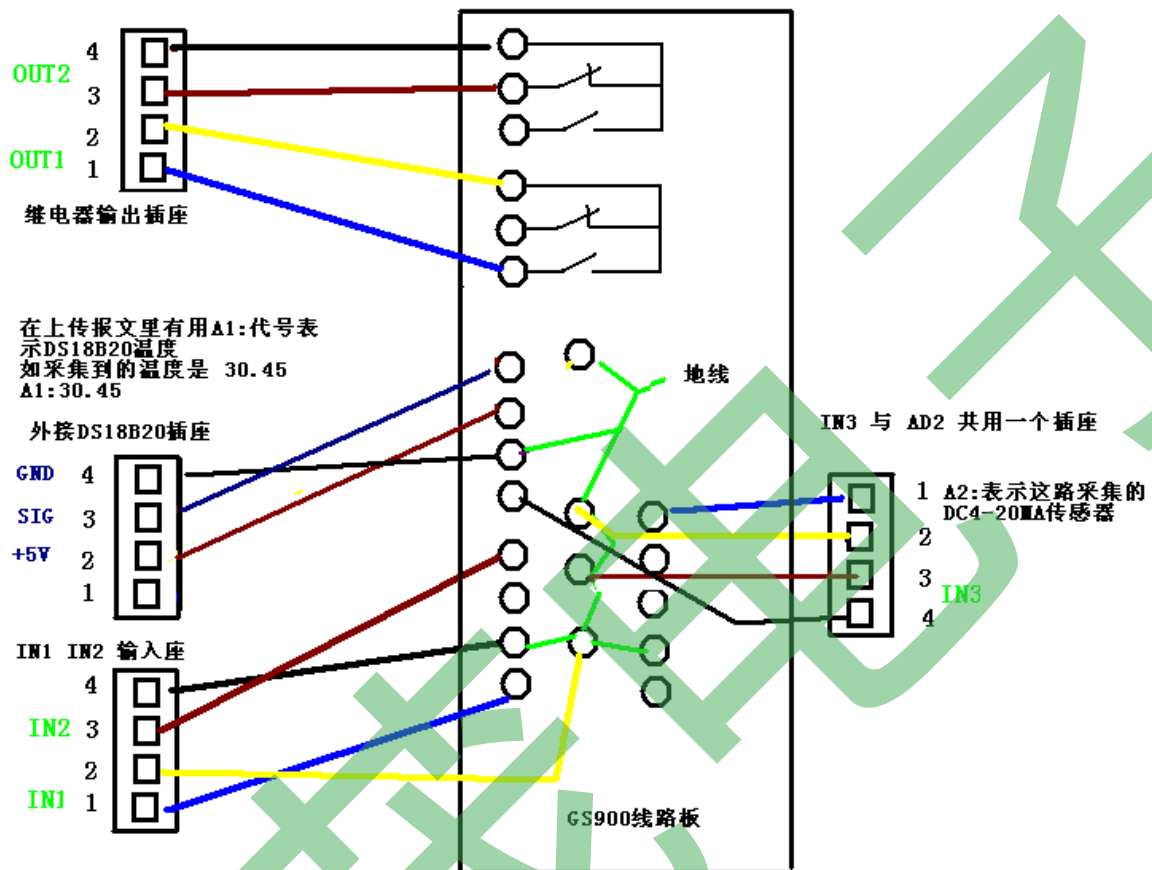 4
OUT2
3
2
OUT1
1
继电器输出插座
在上传报文里有用A1:代号表
示DS18B20温度
如采集到的温度是 30.45
A1:30.45
外接DS18B20插座
GND 4
SIG 3
+5V 2
1
IN1 IN2 输入座
4
IN2 3
2
IN1 1
地线
GS900线路板
IN3 与 AD2 共用一个插座
1 A2:表示这路采集的
DC4-20MA传感器
2
3
IN3
4